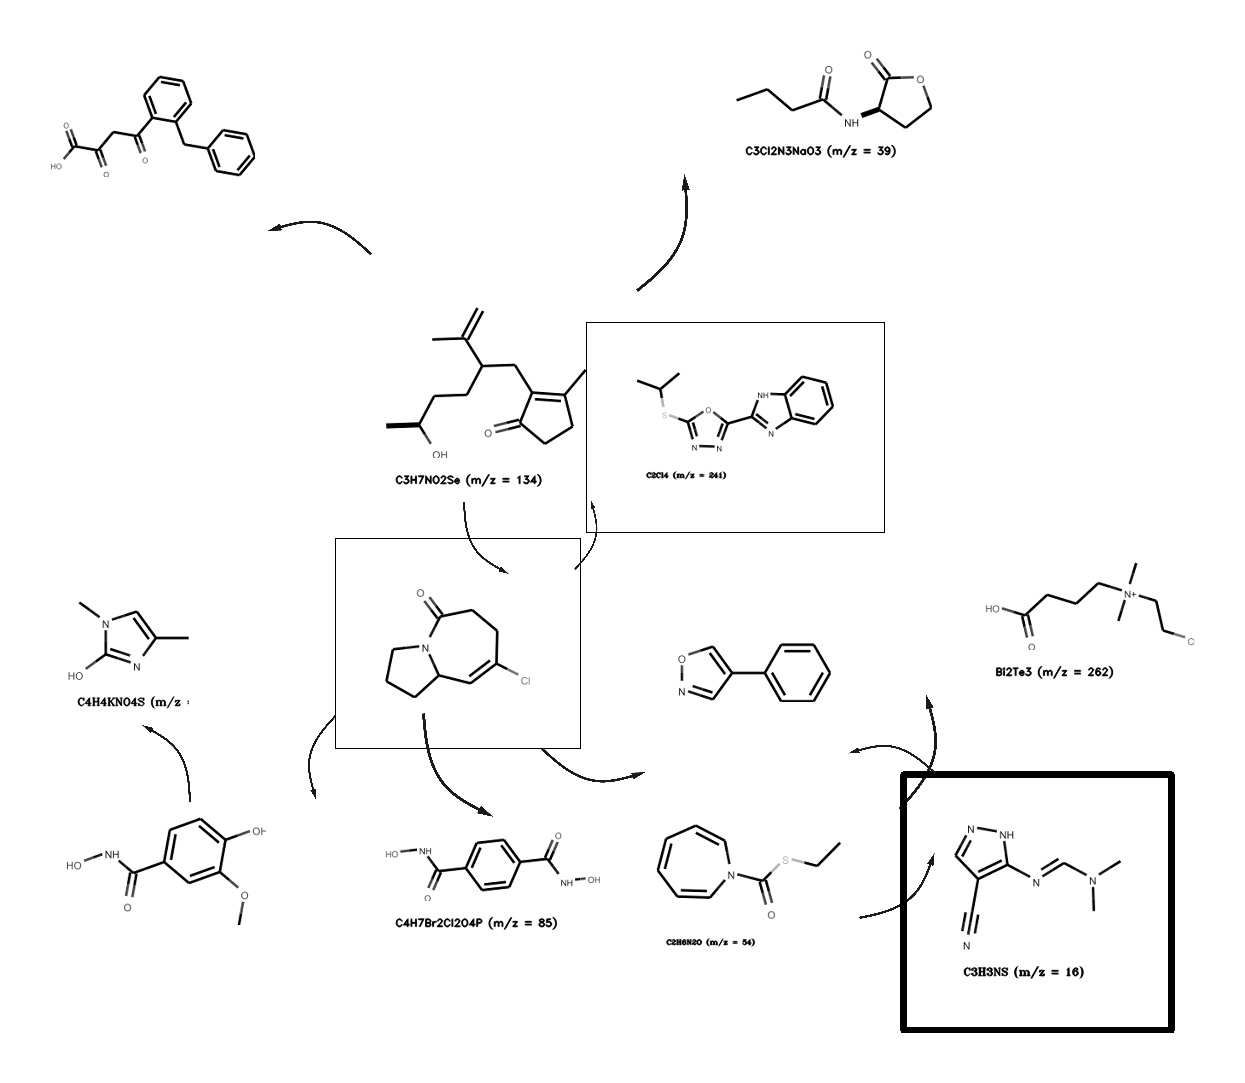 O
O
O
O
NH
C3Cl2N3NaO3 (m/z = 39)
O
HO
O
O
O
OH
C3H7NO2Se (m/z = 134)
NH
O
S
N
N
N
C2Cl4 (m/z = 241)
O
N
Cl
N
N
HO
C4H4KNO4S (m/z :
O
N
N+
HO
O
C
Bi2Te3 (m/z = 262)
OH
NH
HO
O
O
O
NH
HO
O
NH
OH
C4H7Br2Cl2O4P (m/z = 85)
S
N
O
C2H6N2O (m/z = 54)
N
NH
N
N
N
C3H3NS (m/z = 16)